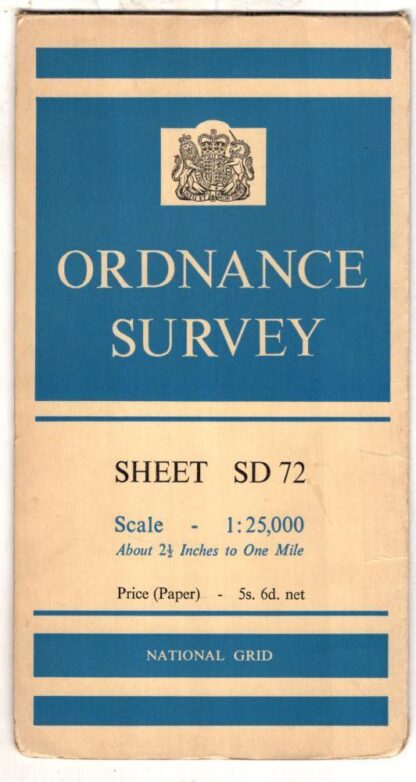 ORDNANCE
SURVEY
SHEET SD 72
Scale - 1:25,000
About 2½ Inches to One Mile
Price (Paper) - 5s. 6d. net
NATIONAL GRID